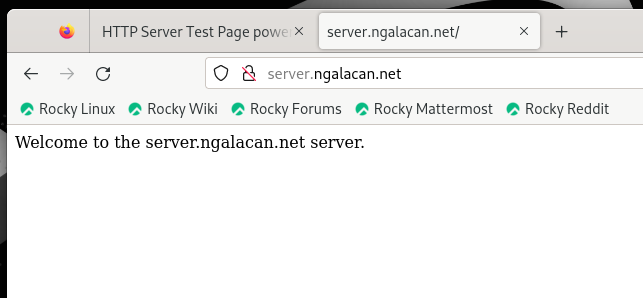 HTTP Server Test Page powe
server.ngalacan.net/
server.ngalacan.net
Rocky Linux Rocky Wiki Rocky Forums Rocky Mattermost Rocky Reddit
Welcome to the server.ngalacan.net server.